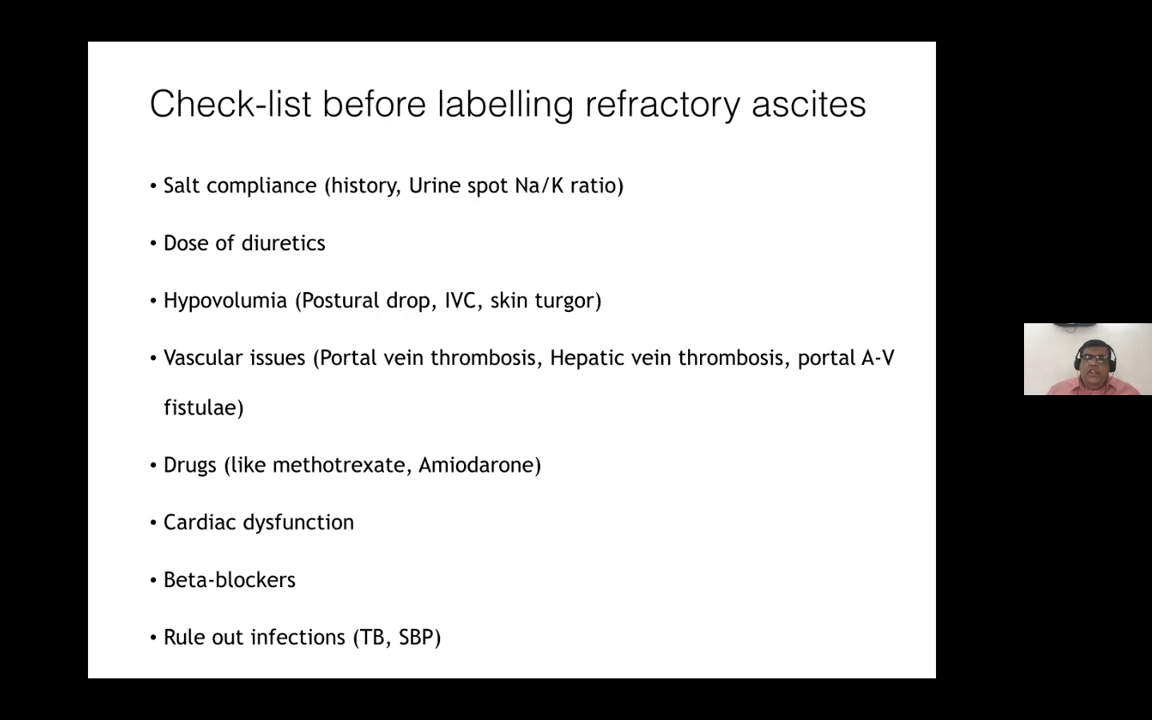 Check-list before labelling refractory ascites
• Salt compliance (history, Urine spot Na/K ratio)
• Dose of diuretics
• Hypovolumia (Postural drop, IVC, skin turgor)
• Vascular issues (Portal vein thrombosis, Hepatic vein thrombosis, portal A-V
fistulae)
• Drugs (like methotrexate, Amiodarone)
• Cardiac dysfunction
• Beta-blockers
• Rule out infections (TB, SBP)